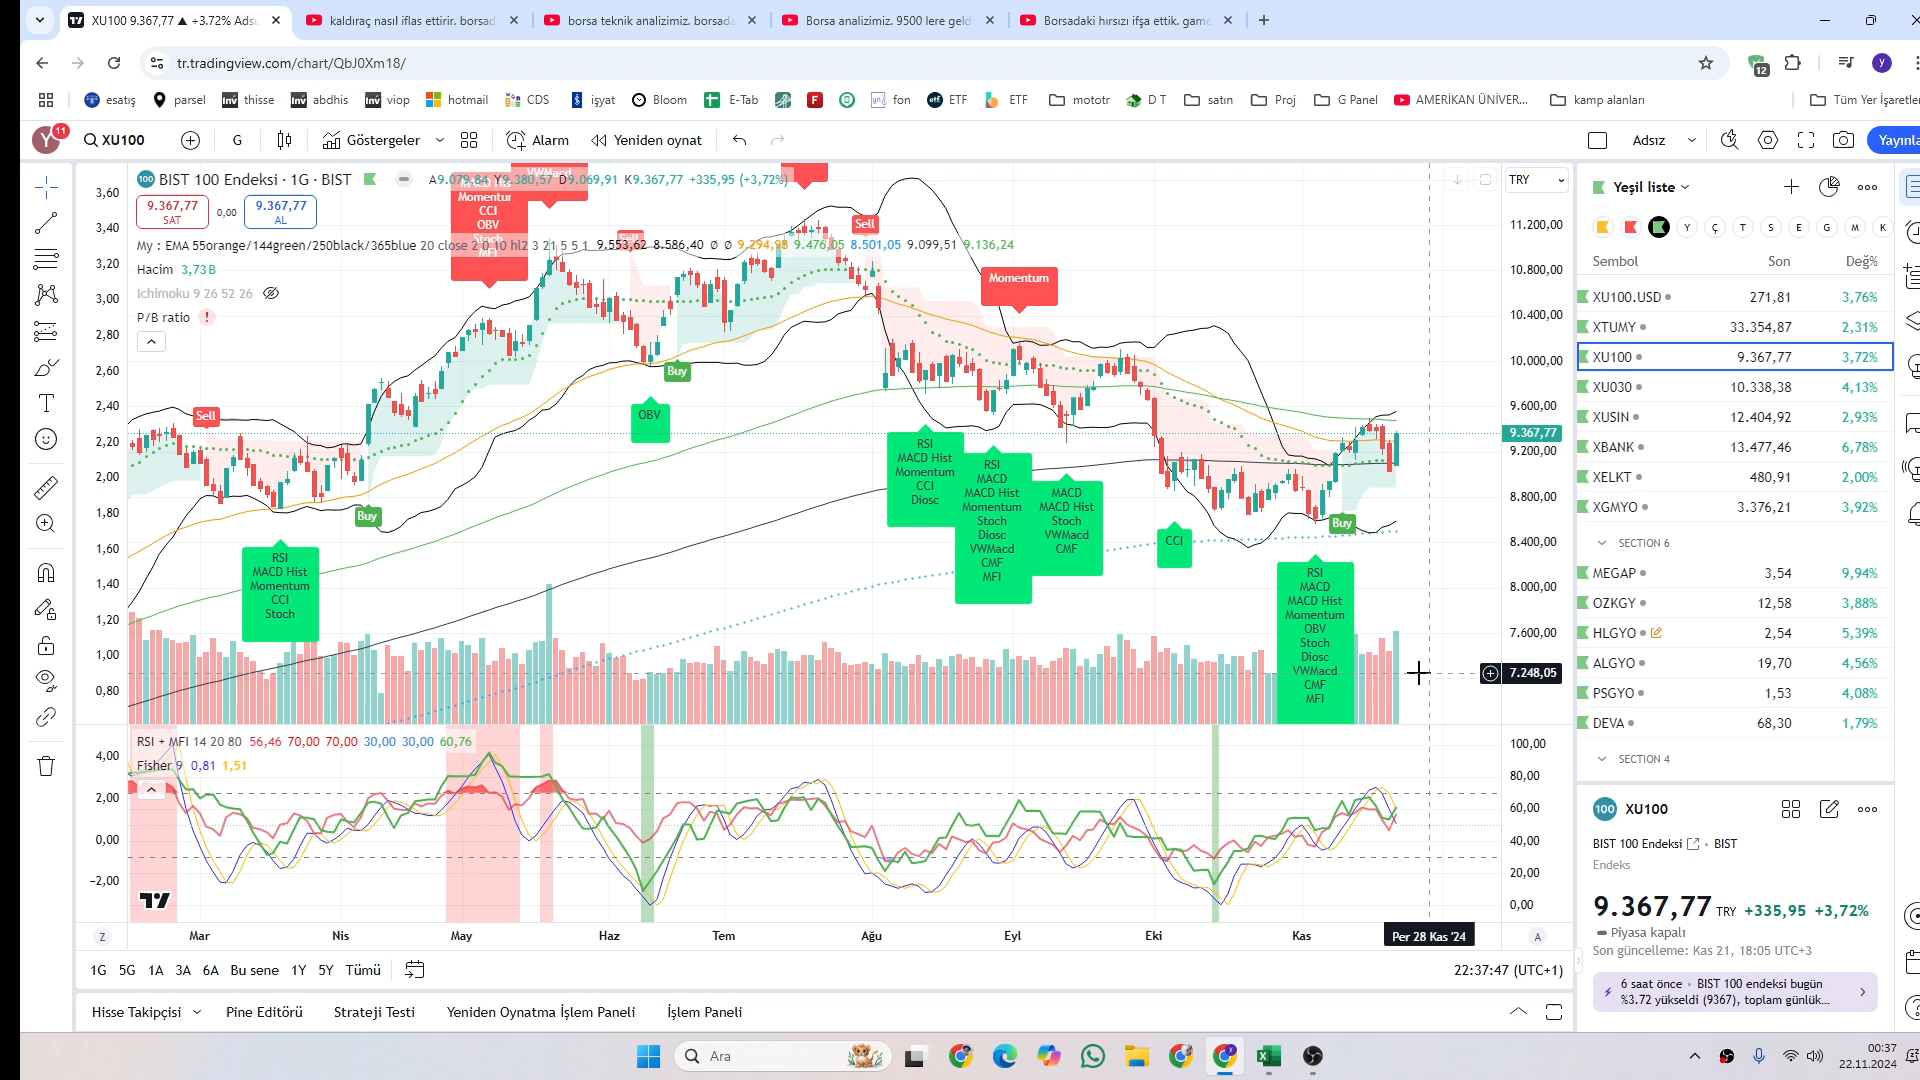 XU100 9.367,77 ▲ +3.72% Adsı
kaldıraç nasıl iflas ettirir. borsad
borsa teknik analizimiz. borsada
Borsa analizimiz. 9500 lere geld
Borsadaki hırsızı ifşa ettik. game
tr.tradingview.com/chart/QbJ0Xm18/
12
y
esatış
parsel
thisse
abdhis
viop
hotmail
CDS
işyat
Bloom
E-Tab
fon
ETF
ETF
mototr
D T
satın
Proj
G Panel
AMERİKAN ÜNİVER...
kamp alanları
Tüm Yer İşaretler
Y
11
XU100
G
Göstergeler
Alarm
Yeniden oynat
Adsız
Yayınla
BIST 100 Endeksi · 1G · BIST
A9.079,84 Y9.380,57 D9.069,91 K9.367,77 +335,95 (+3,72%)
9.367,77
SAT
0,00
9.367,77
AL
My : EMA 55orange/144green/250black/365blue 20 close 2 0 10 hl2 3 21 5 5 1 9.553,62 8.586,40 Ø Ø 9.294,98 9.476,05 8.501,05 9.099,51 9.136,24
Hacim 3,73B
Ichimoku 9 26 52 26
P/B ratio
TRY
3,60
3,40
3,20
3,00
2,80
2,60
2,40
2,20
2,00
1,80
1,60
1,40
1,20
1,00
0,80
MACD Hist
Momentum
CCI
OBV
Stoch
MFI
VWMacd
Sell
Sell
Momentum
Sell
Buy
Buy
OBV
RSI
MACD Hist
Momentum
CCI
Stoch
RSI
MACD Hist
Momentum
CCI
Diosc
RSI
MACD
MACD Hist
Momentum
Stoch
Diosc
VWMacd
CMF
MFI
MACD
MACD Hist
Stoch
VWMacd
CMF
CCI
Buy
RSI
MACD
MACD Hist
Momentum
OBV
Stoch
Diosc
VWMacd
CMF
MFI
11.200,00
10.800,00
10.400,00
10.000,00
9.600,00
9.367,77
9.200,00
8.800,00
8.400,00
8.000,00
7.600,00
7.248,05
RSI + MFI 14 20 80 56,46 70,00 70,00 30,00 30,00 60,76
Fisher 9 0,81 1,51
4,00
2,00
0,00
−2,00
100,00
80,00
60,00
40,00
20,00
0,00
Z
Mar
Nis
May
Haz
Tem
Ağu
Eyl
Eki
Kas
Per 28 Kas '24
A
1G
5G
1A
3A
6A
Bu sene
1Y
5Y
Tümü
22:37:47 (UTC+1)
Hisse Takipçisi
Pine Editörü
Strateji Testi
Yeniden Oynatma İşlem Paneli
İşlem Paneli
Yeşil liste
Y
Ç
T
S
E
G
M
K
Sembol Son Değ%
XU100.USD 271,81 3,76%
XTUMY 33.354,87 2,31%
XU100 9.367,77 3,72%
XU030 10.338,38 4,13%
XUSIN 12.404,92 2,93%
XBANK 13.477,46 6,78%
XELKT 480,91 2,00%
XGMYO 3.376,21 3,92%
SECTION 6
MEGAP 3,54 9,94%
OZKGY 12,58 3,88%
HLGYO 2,54 5,39%
ALGYO 19,70 4,56%
PSGYO 1,53 4,08%
DEVA 68,30 1,79%
SECTION 4
100 XU100
BIST 100 Endeksi · BIST
Endeks
9.367,77 TRY +335,95 +3,72%
Piyasa kapalı
Son güncelleme: Kas 21, 18:05 UTC+3
6 saat önce · BIST 100 endeksi bugün
%3.72 yükseldi (9367), toplam günlük...
Ara
00:37
22.11.2024